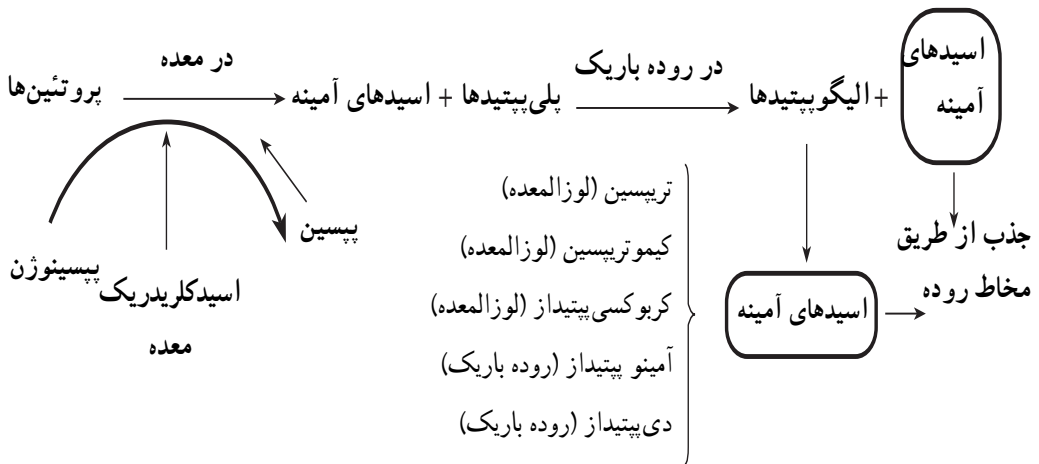 پروتئین‌ها
در معده
پلی‌پپتیدها + اسیدهای آمینه
در روده باریک
الیگوپپتیدها +
اسیدهای
آمینه
پپسینوژن
اسیدکلریدریک
معده
پپسین
تریپسین (لوزالمعده)
کیموتریپسین (لوزالمعده)
کربوکسی‌پپتیداز (لوزالمعده)
آمینو پپتیداز (روده باریک)
دی‌پپتیداز (روده باریک)
اسیدهای آمینه
جذب از طریق
مخاط روده